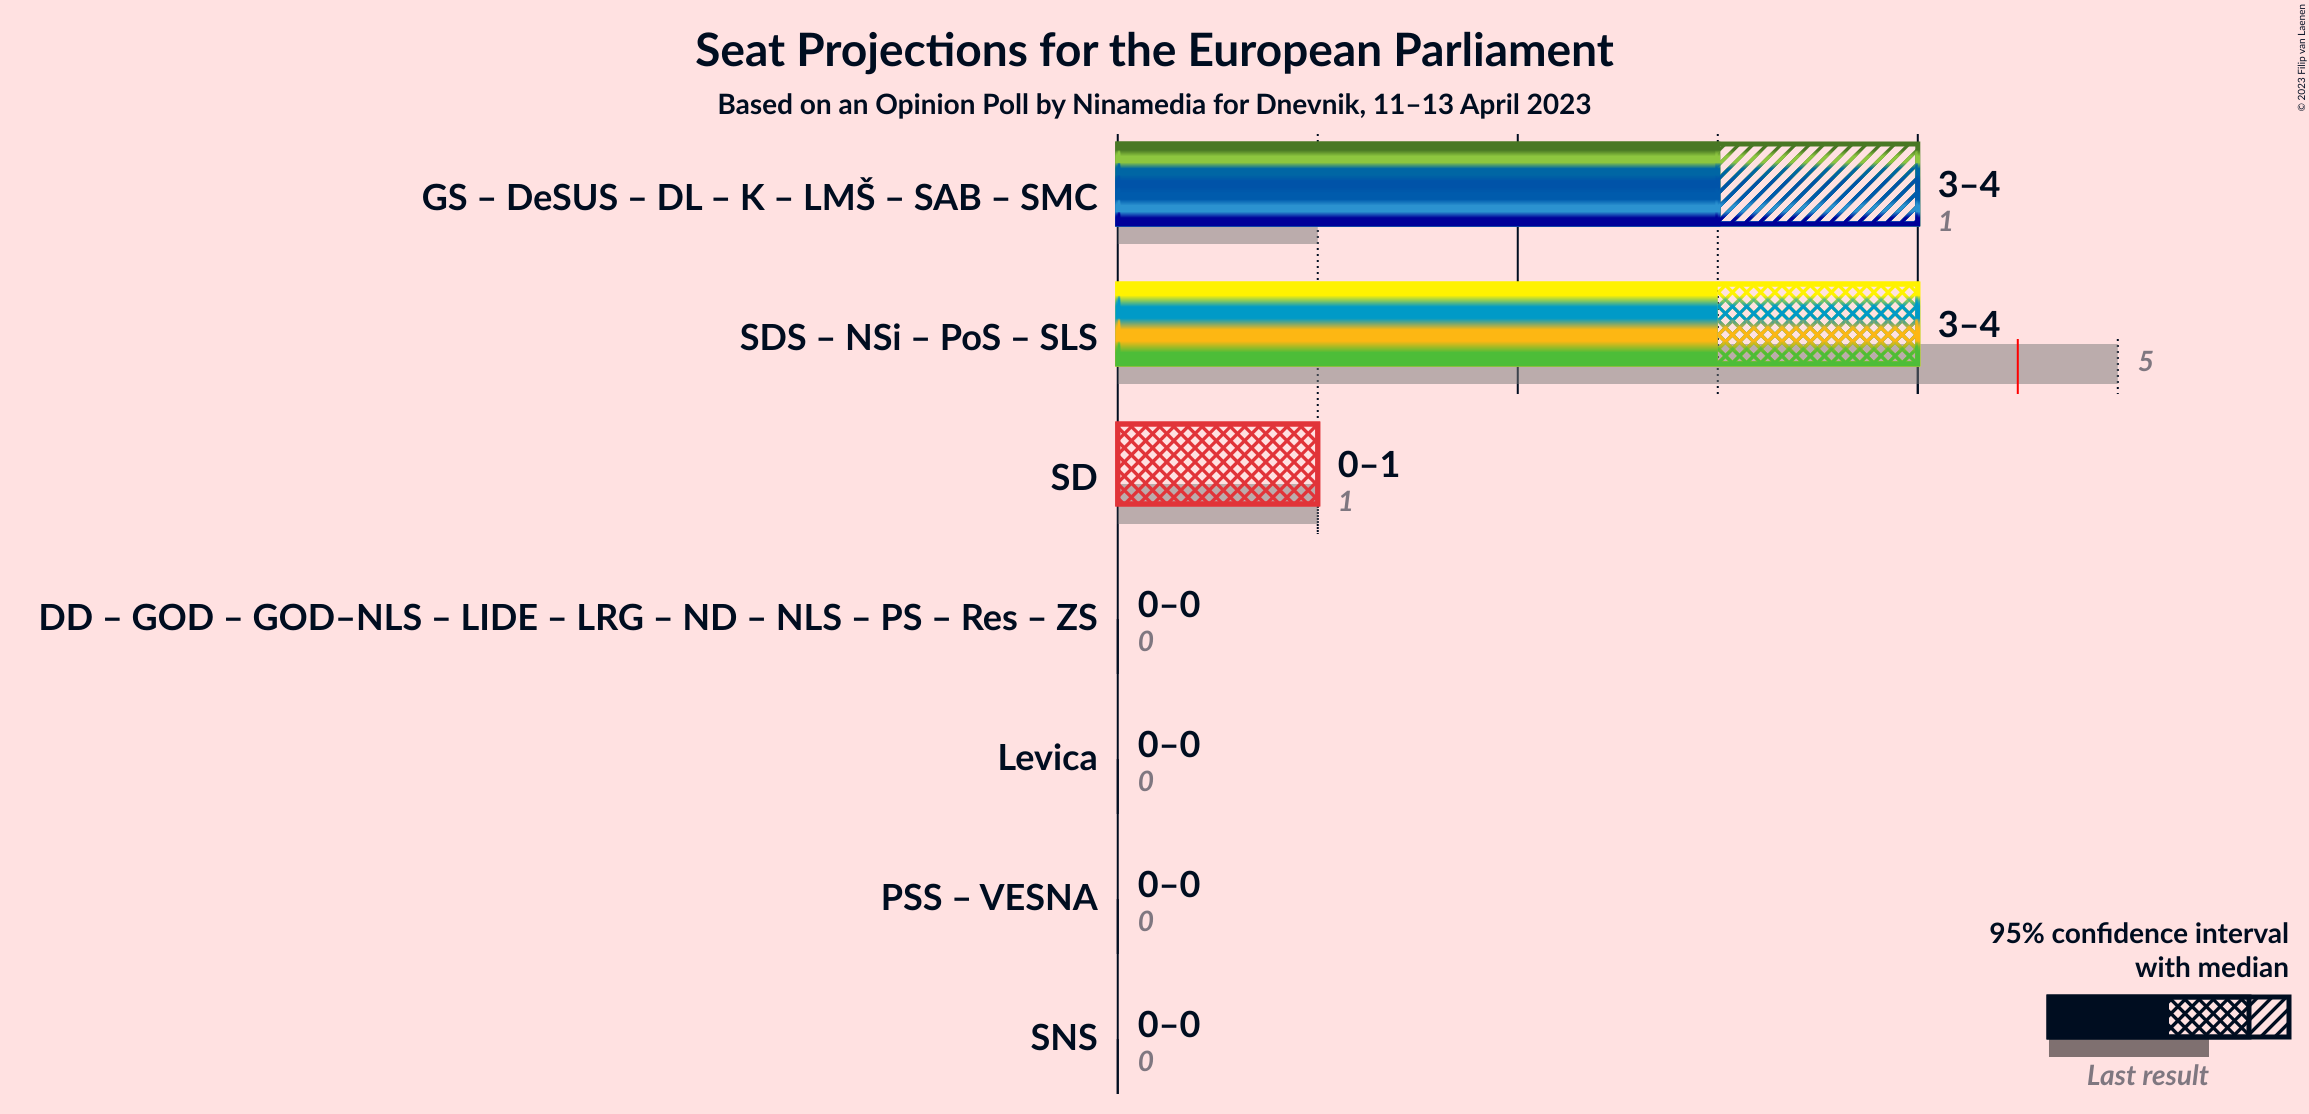 Seat Projections for the European Parliament
Based on an Opinion Poll by Ninamedia for Dnevnik, 11–13 April 2023
© 2023 Filip van Laenen
GS – DeSUS – DL – K – LMŠ – SAB – SMC
3–4
1
SDS – NSi – PoS – SLS
3–4
5
SD
0–1
1
DD – GOD – GOD–NLS – LIDE – LRG – ND – NLS – PS – Res – ZS
0–0
0
Levica
0–0
0
PSS – VESNA
0–0
0
SNS
0–0
0
95% confidence interval
with median
Last result